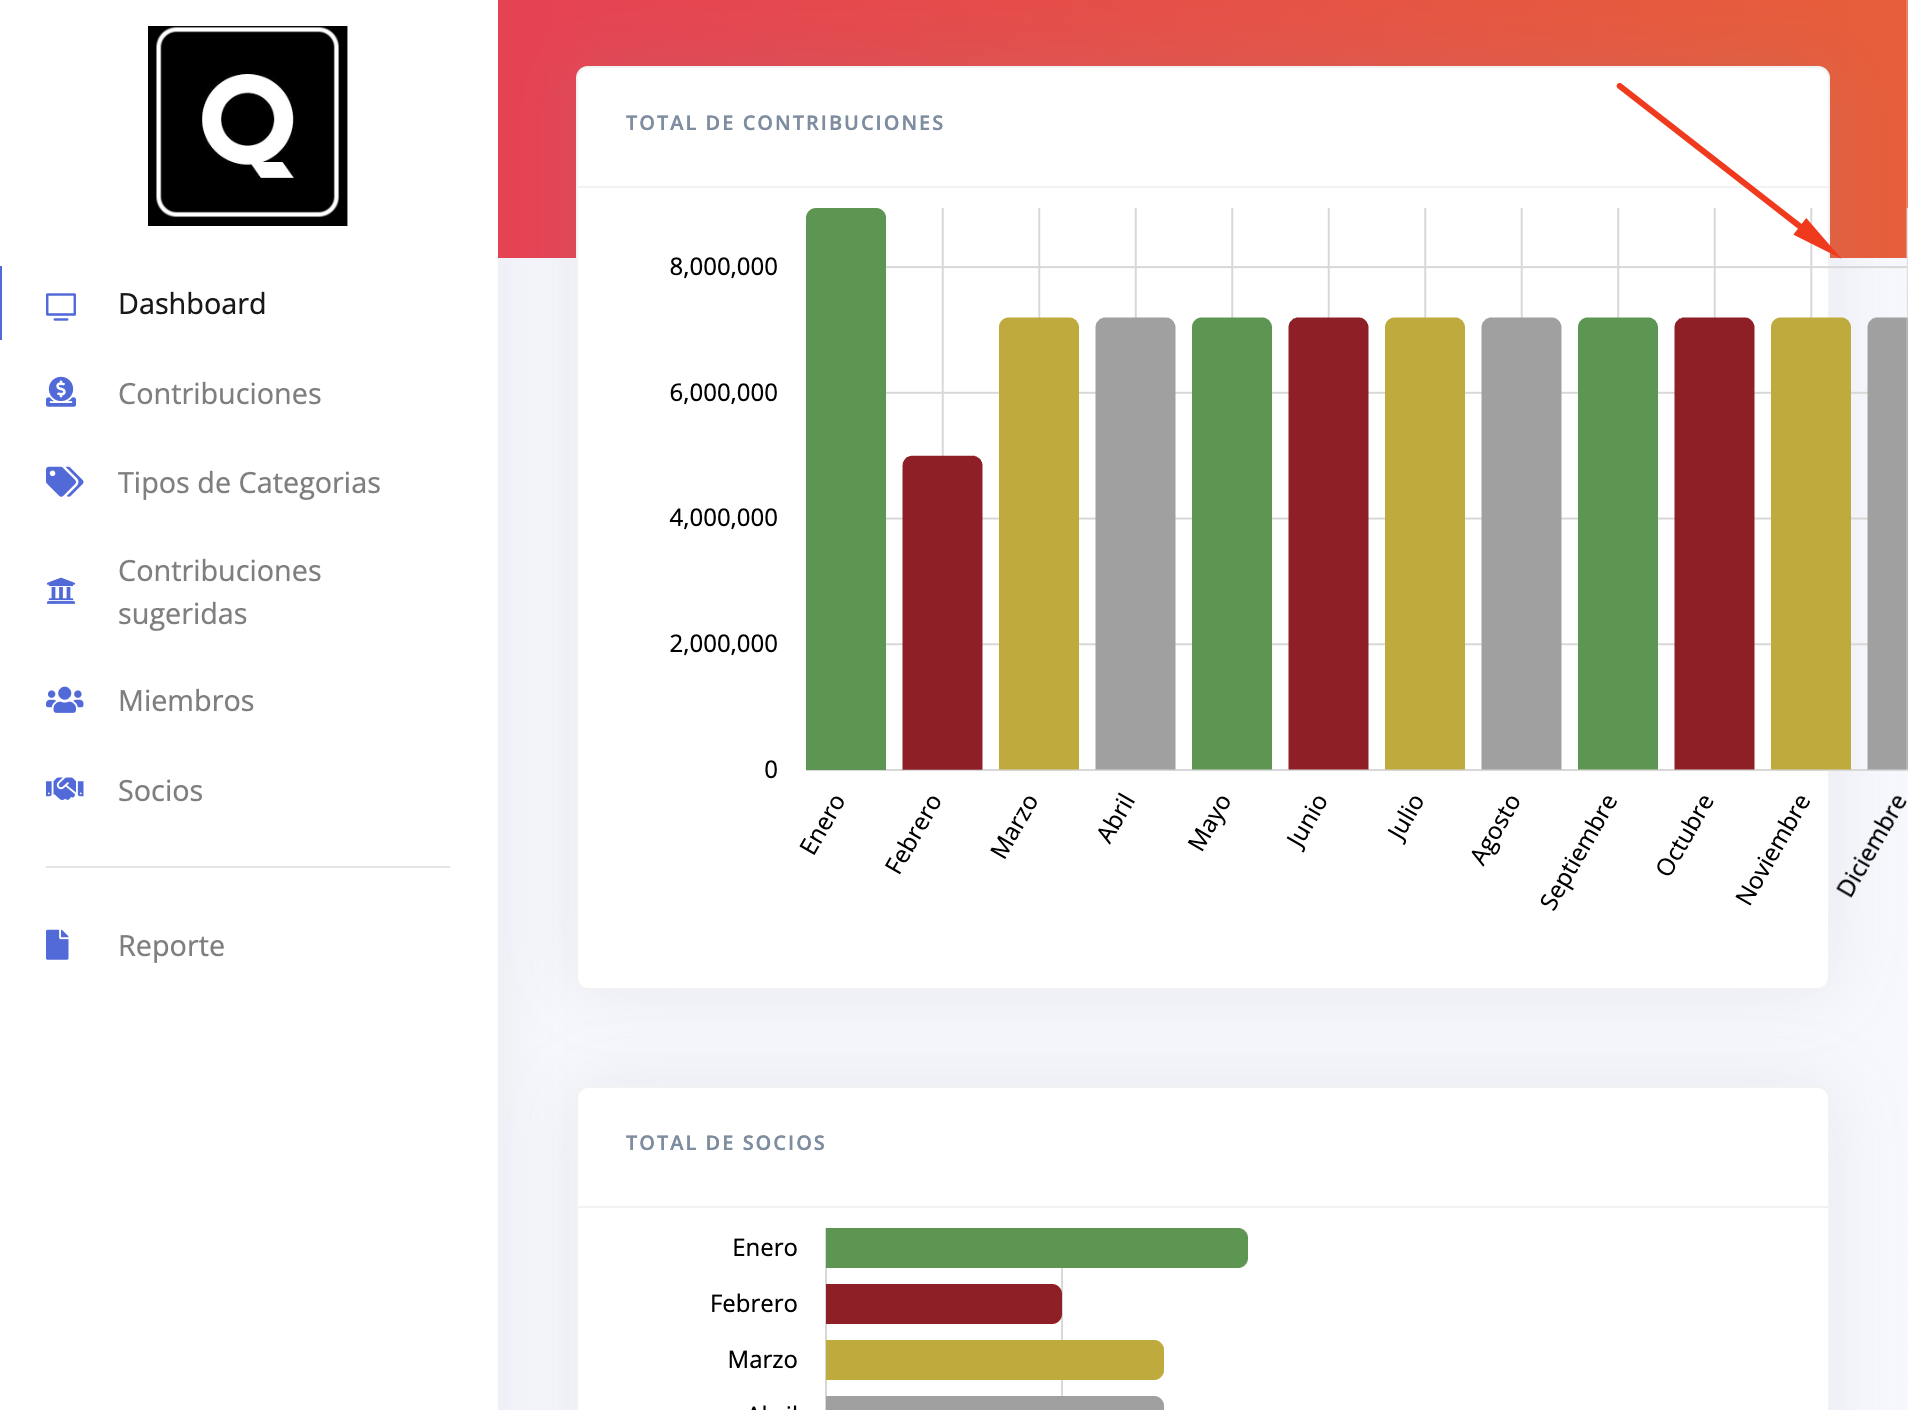 Q
Dashboard
Contribuciones
Tipos de Categorias
Contribuciones
sugeridas
Miembros
Socios
Reporte
TOTAL DE CONTRIBUCIONES
8,000,000
6,000,000
4,000,000
2,000,000
0
Enero
Febrero
Marzo
Abril
Mayo
Junio
Julio
Agosto
Septiembre
Octubre
Noviembre
Diciembre
TOTAL DE SOCIOS
Enero
Febrero
Marzo